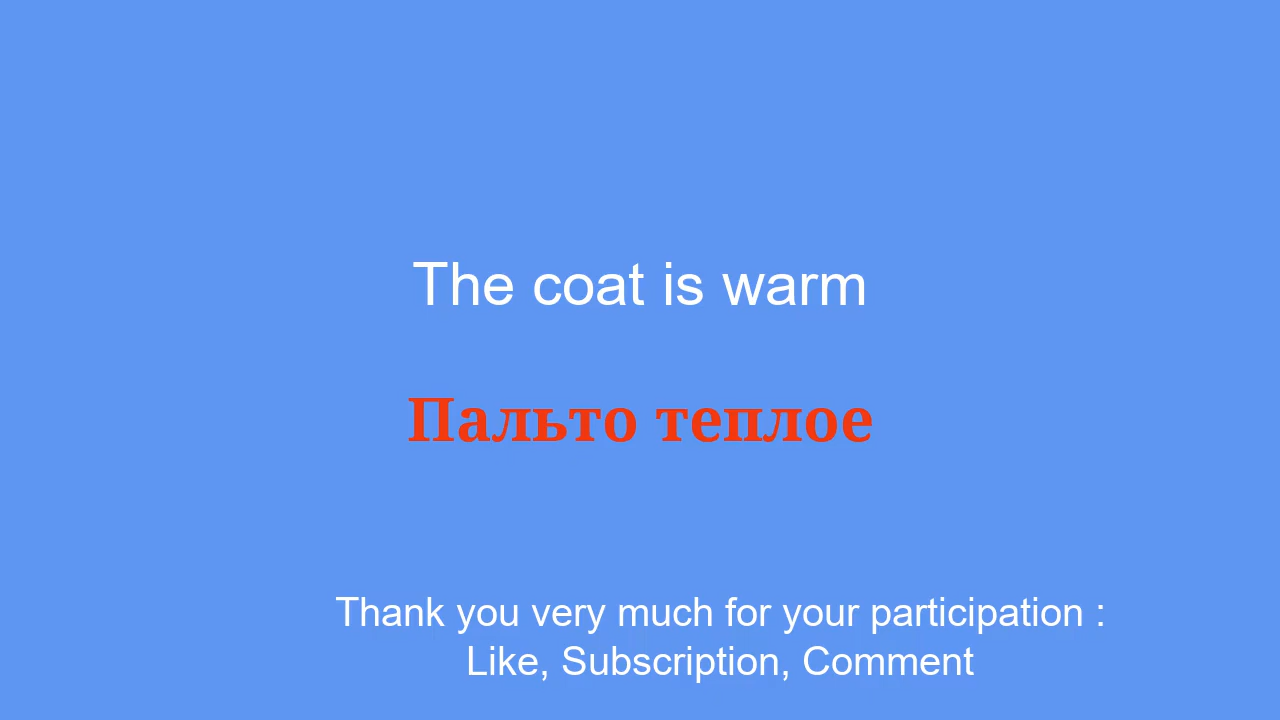 The coat is warm
Пальто теплое
Thank you very much for your participation :
Like, Subscription, Comment